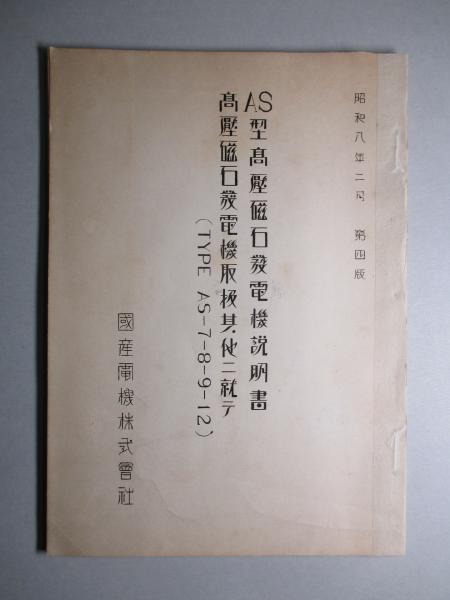 昭和八年二月 第四版
AS型高壓磁石發電機說明書
高壓磁石發電機取扱其他ニ就テ
(TYPE AS-7-8-9-12)
國産電機株式會社